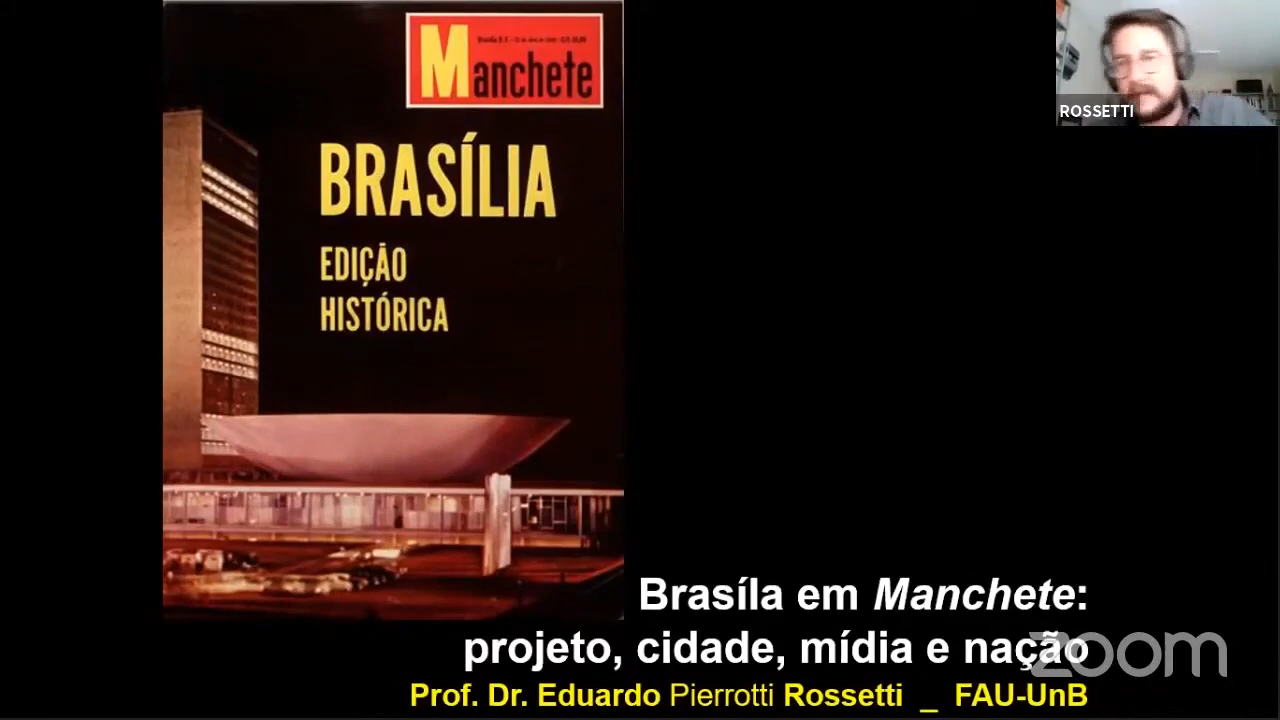 Manchete
BRASÍLIA
EDIÇÃO
HISTÓRICA
ROSSETTI
Brasíla em Manchete:
projeto, cidade, mídia e nação
zoom
Prof. Dr. Eduardo Pierrotti Rossetti _ FAU-UnB